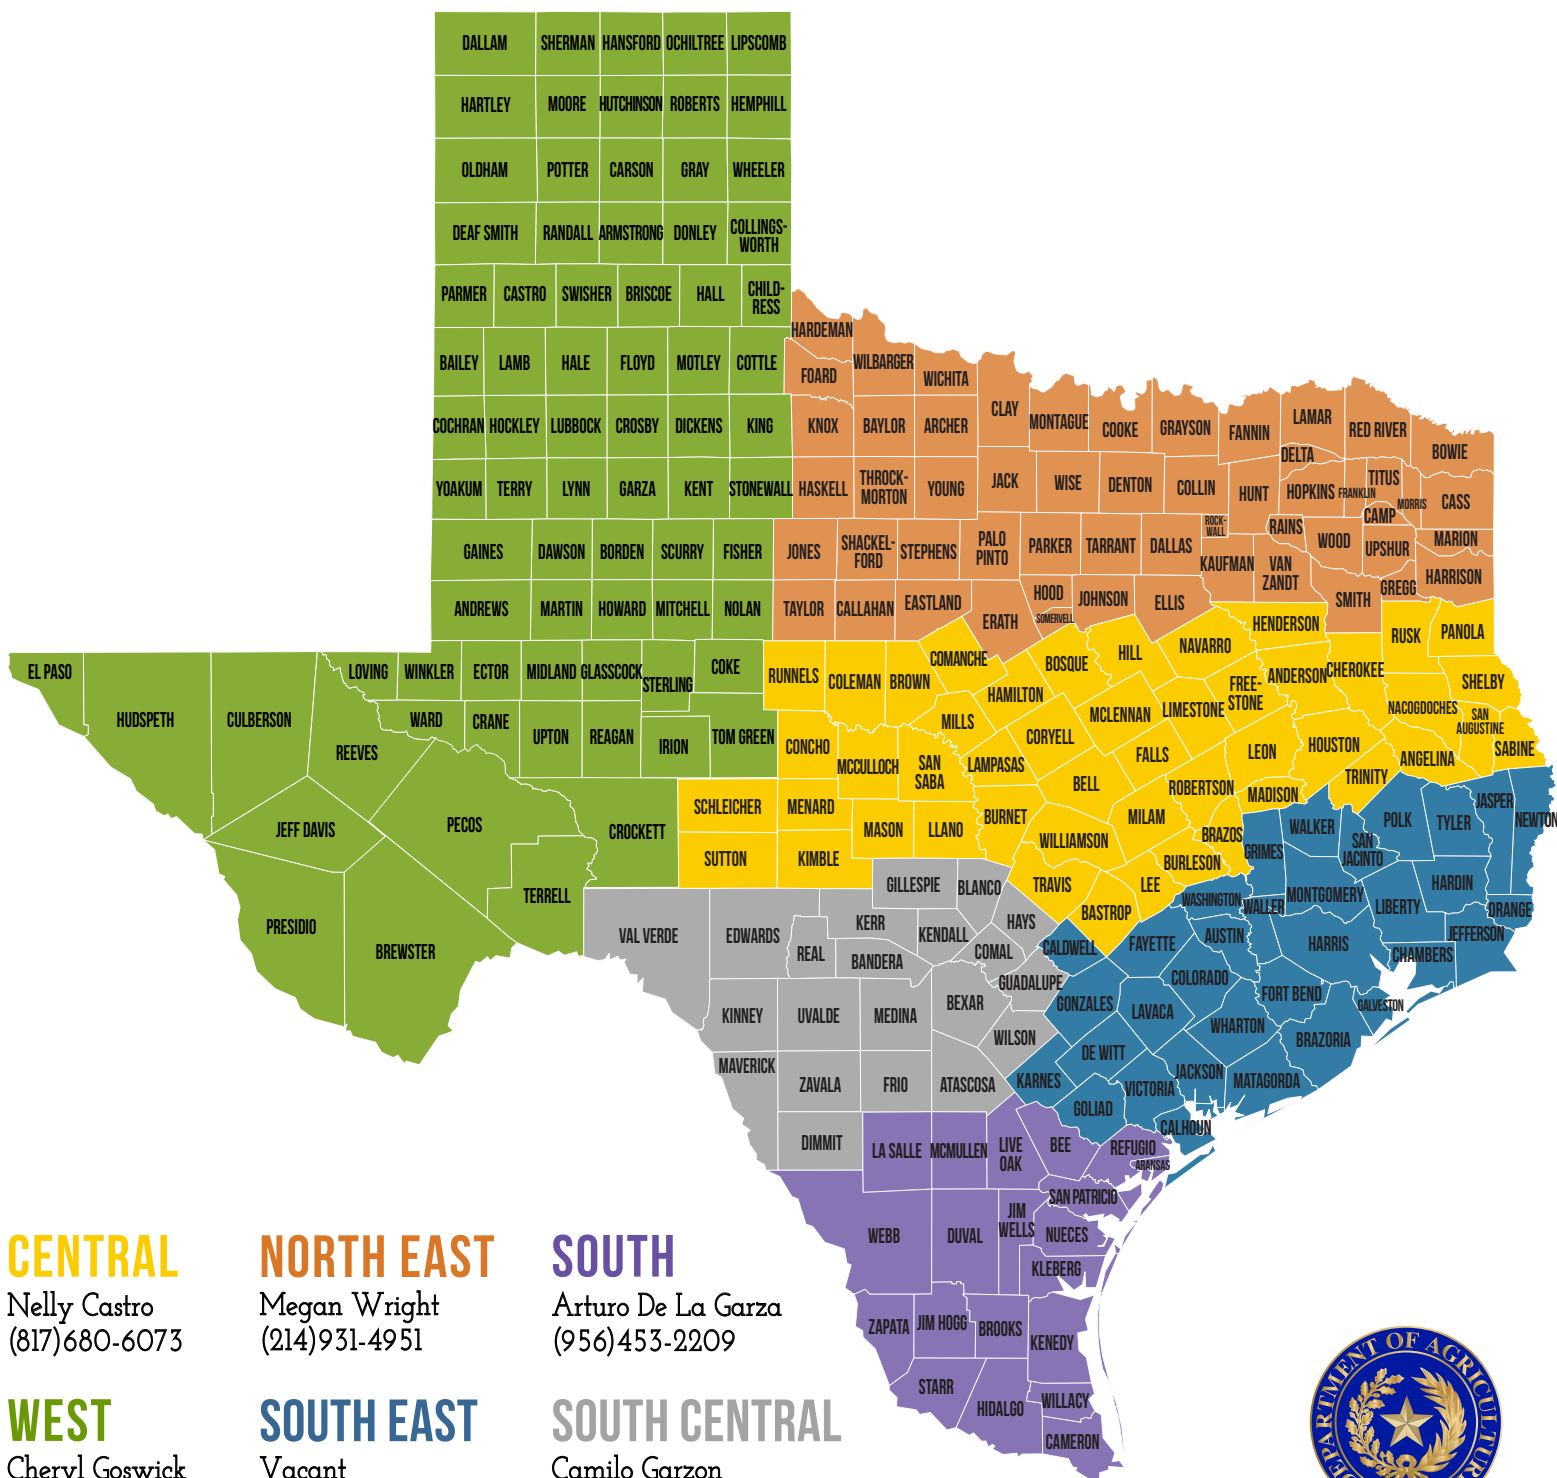 DALLAM SHERMAN HANSFORD OCHILTREE LIPSCOMB
HARTLEY MOORE HUTCHINSON ROBERTS HEMPHILL
OLDHAM POTTER CARSON GRAY WHEELER
DEAF SMITH RANDALL ARMSTRONG DONLEY COLLINGS-
WORTH
PARMER CASTRO SWISHER BRISCOE HALL CHILD-
RESS
HARDEMAN
BAILEY LAMB HALE FLOYD MOTLEY COTTLE FOARD WILBARGER WICHITA
COCHRAN HOCKLEY LUBBOCK CROSBY DICKENS KING KNOX BAYLOR ARCHER CLAY MONTAGUE COOKE GRAYSON FANNIN LAMAR RED RIVER BOWIE
DELTA
YOAKUM TERRY LYNN GARZA KENT STONEWALL HASKELL THROCK-
MORTON YOUNG JACK WISE DENTON COLLIN HUNT HOPKINS FRANKLIN TITUS MORRIS CASS
CAMP
GAINES DAWSON BORDEN SCURRY FISHER JONES SHACKEL-
FORD STEPHENS PALO
PINTO PARKER TARRANT DALLAS ROCK-
WALL RAINS WOOD UPSHUR MARION
KAUFMAN VAN
ZANDT GREGG HARRISON
ANDREWS MARTIN HOWARD MITCHELL NOLAN TAYLOR CALLAHAN EASTLAND ERATH HOOD SOMERVELL JOHNSON ELLIS SMITH
HENDERSON RUSK PANOLA
EL PASO LOVING WINKLER ECTOR MIDLAND GLASSCOCK STERLING COKE RUNNELS COLEMAN BROWN COMANCHE BOSQUE HILL NAVARRO ANDERSON CHEROKEE SHELBY
HUDSPETH CULBERSON REEVES WARD CRANE UPTON REAGAN IRION TOM GREEN CONCHO MILLS HAMILTON MCLENNAN LIMESTONE FREE-
STONE NACOGDOCHES SAN
AUGUSTINE SABINE
MCCULLOCH SAN
SABA LAMPASAS CORYELL FALLS LEON HOUSTON ANGELINA
TRINITY
JEFF DAVIS PECOS CROCKETT SCHLEICHER MENARD MASON LLANO BURNET BELL MILAM ROBERTSON MADISON WALKER POLK TYLER JASPER NEWTON
SUTTON KIMBLE WILLIAMSON BRAZOS GRIMES SAN
JACINTO
BURLESON
PRESIDIO BREWSTER TERRELL GILLESPIE BLANCO TRAVIS LEE BASTROP WASHINGTON WALLER MONTGOMERY LIBERTY HARDIN ORANGE
VAL VERDE EDWARDS KERR REAL BANDERA KENDALL HAYS COMAL CALDWELL FAYETTE AUSTIN HARRIS JEFFERSON CHAMBERS
GUADALUPE COLORADO
KINNEY UVALDE MEDINA BEXAR WILSON GONZALES LAVACA WHARTON FORT BEND GALVESTON
BRAZORIA
MAVERICK ZAVALA FRIO ATASCOSA KARNES DE WITT VICTORIA JACKSON MATAGORDA
GOLIAD CALHOUN
DIMMIT LA SALLE MCMULLEN LIVE
OAK BEE REFUGIO ARANSAS
SAN PATRICIO
WEBB DUVAL JIM
WELLS NUECES
KLEBERG
ZAPATA JIM HOGG BROOKS KENEDY
STARR HIDALGO WILLACY
CAMERON
CENTRAL
Nelly Castro
(817)680-6073
NORTH EAST
Megan Wright
(214)931-4951
SOUTH
Arturo De La Garza
(956)453-2209
WEST
Cheryl Goswick
SOUTH EAST
Vacant
SOUTH CENTRAL
Camilo Garzon
DEPARTMENT OF AGRICULTUR